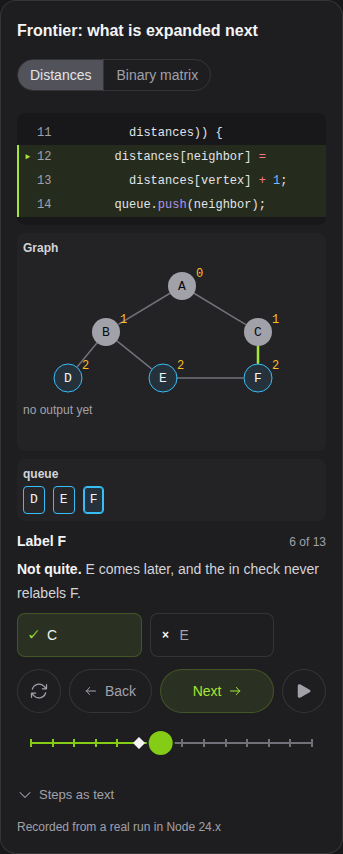 Frontier: what is expanded next
Distances Binary matrix
11 distances)) {
▸ 12 distances[neighbor] =
13 distances[vertex] + 1;
14 queue.push(neighbor);
Graph
A 0
B 1 C 1
D 2 E 2 F 2
no output yet
queue
D E F
Label F 6 of 13
Not quite. E comes later, and the in check never
relabels F.
✓ C × E
← Back Next →
Steps as text
Recorded from a real run in Node 24.x